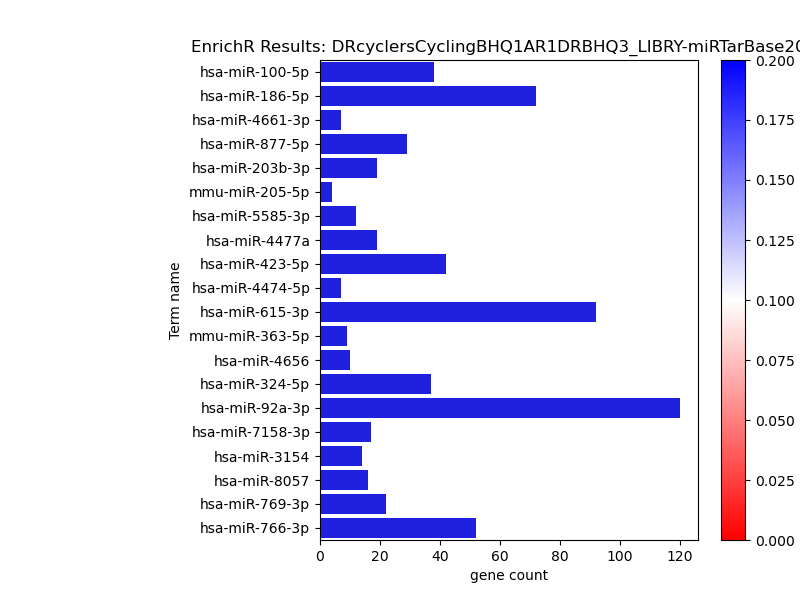 EnrichR Results: DRcyclersCyclingBHQ1AR1DRBHQ3_LIBRY-miRTarBase20
hsa-miR-100-5p
hsa-miR-186-5p
hsa-miR-4661-3p
hsa-miR-877-5p
hsa-miR-203b-3p
mmu-miR-205-5p
hsa-miR-5585-3p
hsa-miR-4477a
hsa-miR-423-5p
hsa-miR-4474-5p
hsa-miR-615-3p
mmu-miR-363-5p
hsa-miR-4656
hsa-miR-324-5p
hsa-miR-92a-3p
hsa-miR-7158-3p
hsa-miR-3154
hsa-miR-8057
hsa-miR-769-3p
hsa-miR-766-3p
Term name
0 20 40 60 80 100 120
gene count
0.200
0.175
0.150
0.125
0.100
0.075
0.050
0.025
0.000